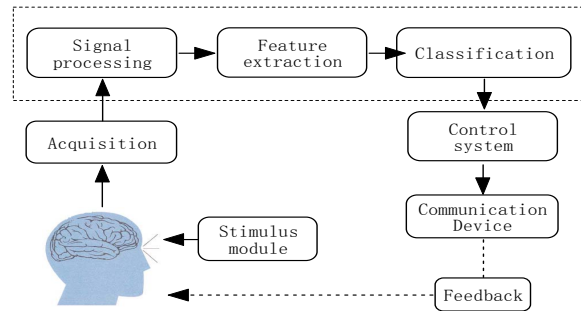 Signal
processing
Feature
extraction
Classification
Acquisition
Control
system
Stimulus
module
Communication
Device
Feedback